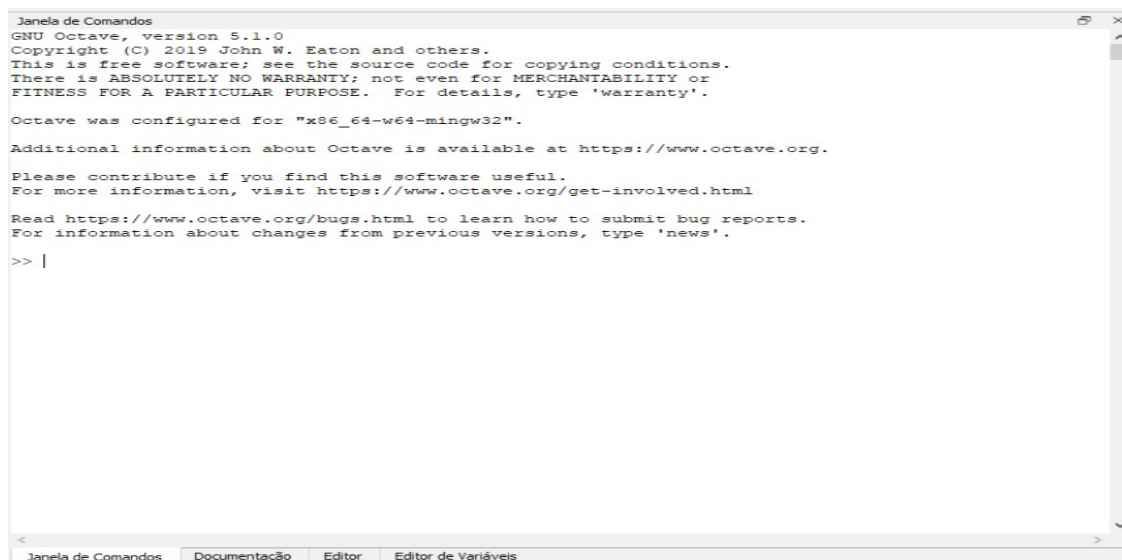 Janela de Comandos
GNU Octave, version 5.1.0
Copyright (C) 2019 John W. Eaton and others.
This is free software; see the source code for copying conditions.
There is ABSOLUTELY NO WARRANTY; not even for MERCHANTABILITY or
FITNESS FOR A PARTICULAR PURPOSE.  For details, type 'warranty'.
Octave was configured for "x86_64-w64-mingw32".
Additional information about Octave is available at https://www.octave.org.
Please contribute if you find this software useful.
For more information, visit https://www.octave.org/get-involved.html
Read https://www.octave.org/bugs.html to learn how to submit bug reports.
For information about changes from previous versions, type 'news'.
>>
Janela de Comandos Documentação Editor Editor de Variáveis